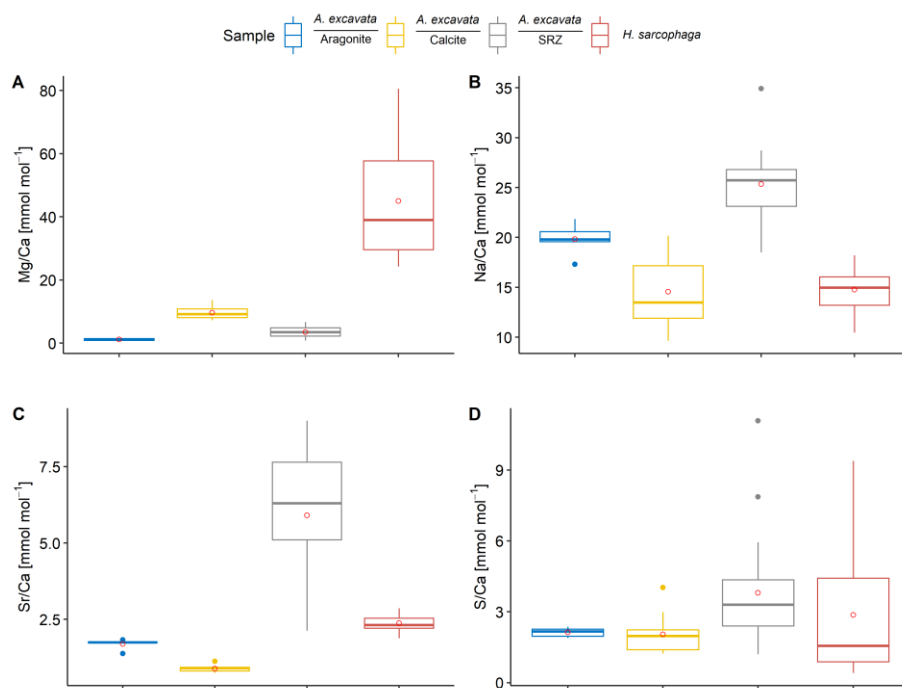 Sample
A. excavata
Aragonite
A. excavata
Calcite
A. excavata
SRZ
H. sarcophaga
A
Mg/Ca [mmol mol⁻¹]
80
60
40
20
0
B
Na/Ca [mmol mol⁻¹]
35
30
25
20
15
10
C
Sr/Ca [mmol mol⁻¹]
7.5
5.0
2.5
D
S/Ca [mmol mol⁻¹]
9
6
3
0